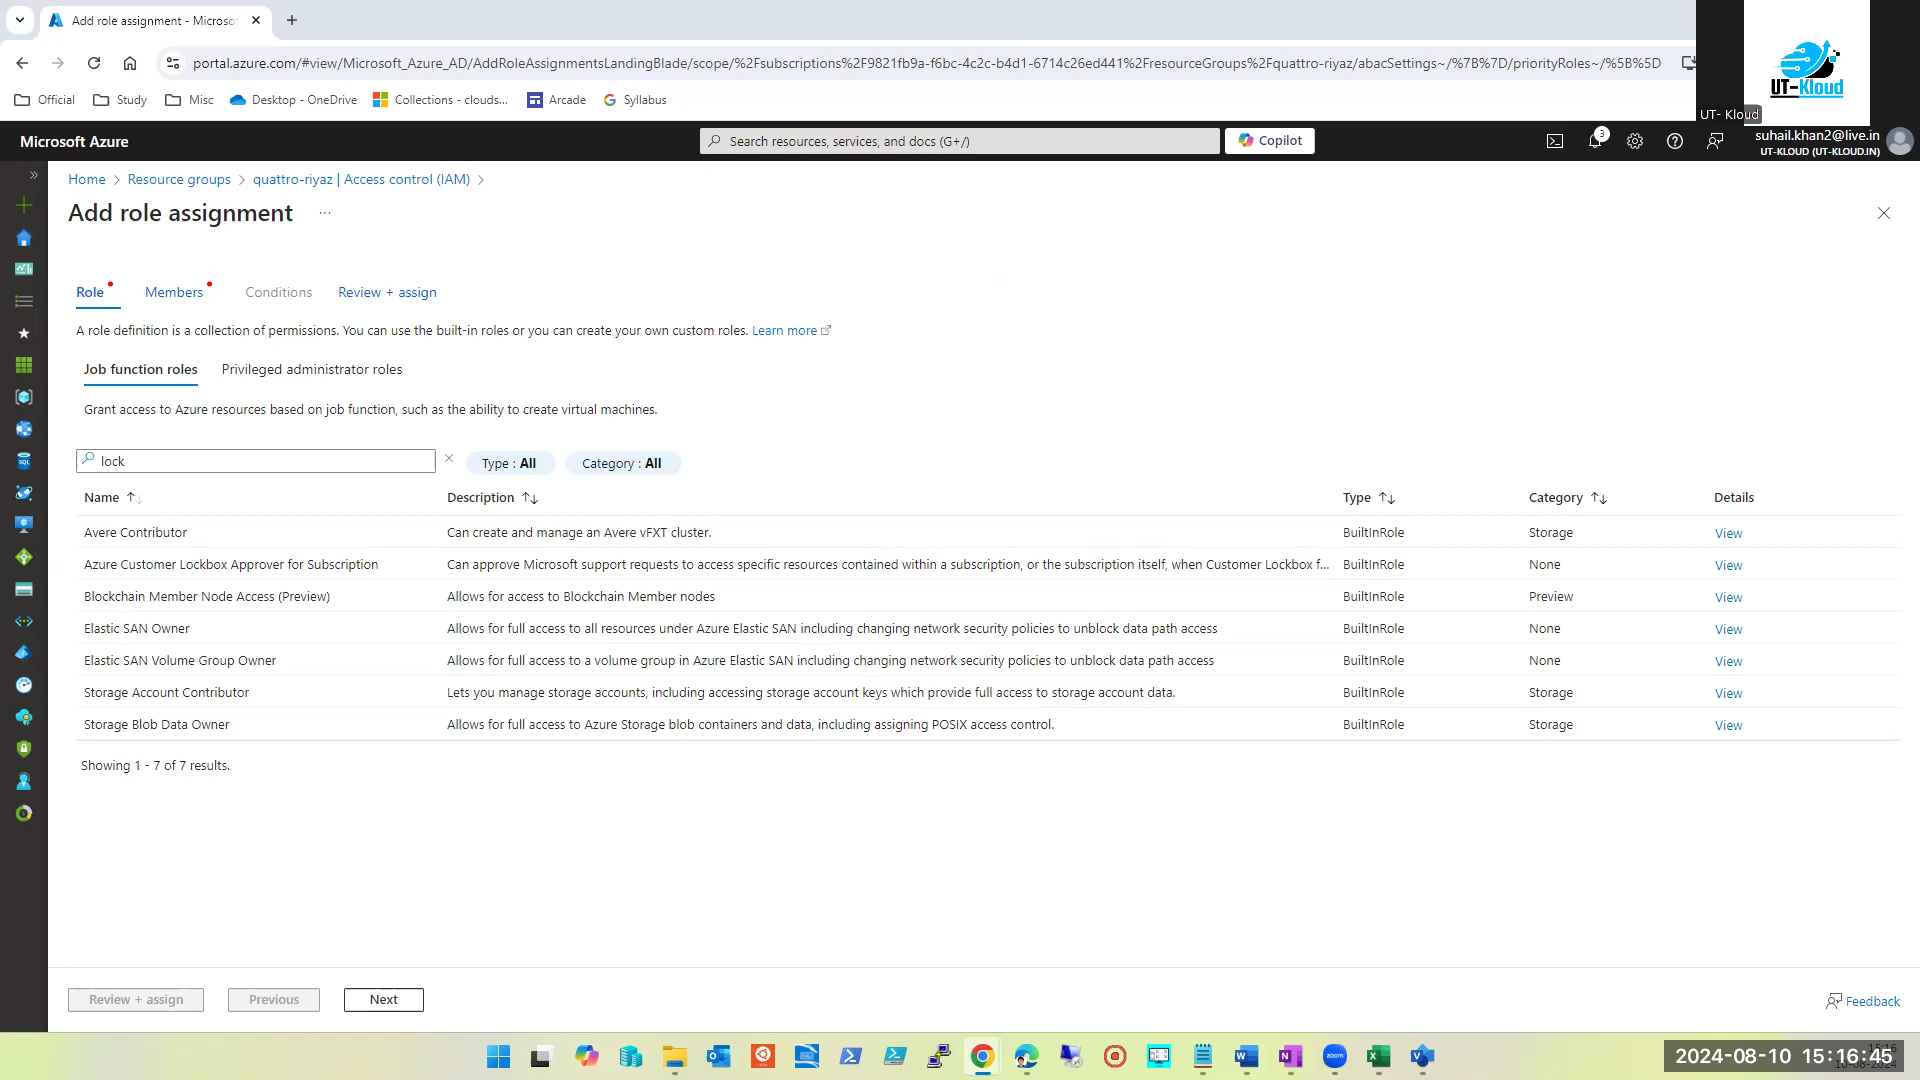 Add role assignment - Microso
portal.azure.com/#view/Microsoft_Azure_AD/AddRoleAssignmentsLandingBlade/scope/%2Fsubscriptions%2F9821fb9a-f6bc-4c2c-b4d1-6714c26ed441%2FresourceGroups%2Fquattro-riyaz/abacSettings~/%7B%7D/priorityRoles~/%5B%5D
UT-Kloud
UT- Kloud
Official Study Misc Desktop - OneDrive Collections - clouds... Arcade Syllabus
Microsoft Azure Search resources, services, and docs (G+/) Copilot 3 suhail.khan2@live.in
UT-KLOUD (UT-KLOUD.IN)
Home > Resource groups > quattro-riyaz | Access control (IAM) >
Add role assignment ...
Role Members Conditions Review + assign
A role definition is a collection of permissions. You can use the built-in roles or you can create your own custom roles. Learn more
Job function roles Privileged administrator roles
Grant access to Azure resources based on job function, such as the ability to create virtual machines.
lock Type : All Category : All
Name Description Type Category Details
Avere Contributor Can create and manage an Avere vFXT cluster. BuiltInRole Storage View
Azure Customer Lockbox Approver for Subscription Can approve Microsoft support requests to access specific resources contained within a subscription, or the subscription itself, when Customer Lockbox f... BuiltInRole None View
Blockchain Member Node Access (Preview) Allows for access to Blockchain Member nodes BuiltInRole Preview View
Elastic SAN Owner Allows for full access to all resources under Azure Elastic SAN including changing network security policies to unblock data path access BuiltInRole None View
Elastic SAN Volume Group Owner Allows for full access to a volume group in Azure Elastic SAN including changing network security policies to unblock data path access BuiltInRole None View
Storage Account Contributor Lets you manage storage accounts, including accessing storage account keys which provide full access to storage account data. BuiltInRole Storage View
Storage Blob Data Owner Allows for full access to Azure Storage blob containers and data, including assigning POSIX access control. BuiltInRole Storage View
Showing 1 - 7 of 7 results.
Review + assign Previous Next Feedback
2024-08-10 15:16:45